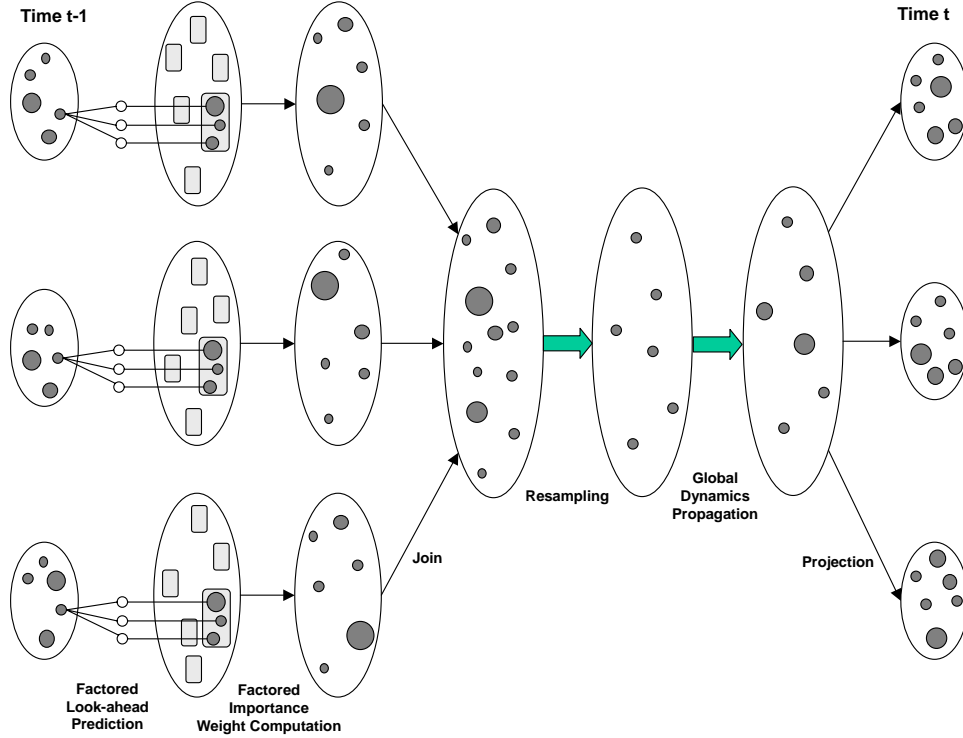 Time t-1
Time t
Resampling
Global
Dynamics
Propagation
Join
Projection
Factored
Look-ahead
Prediction
Factored
Importance
Weight Computation